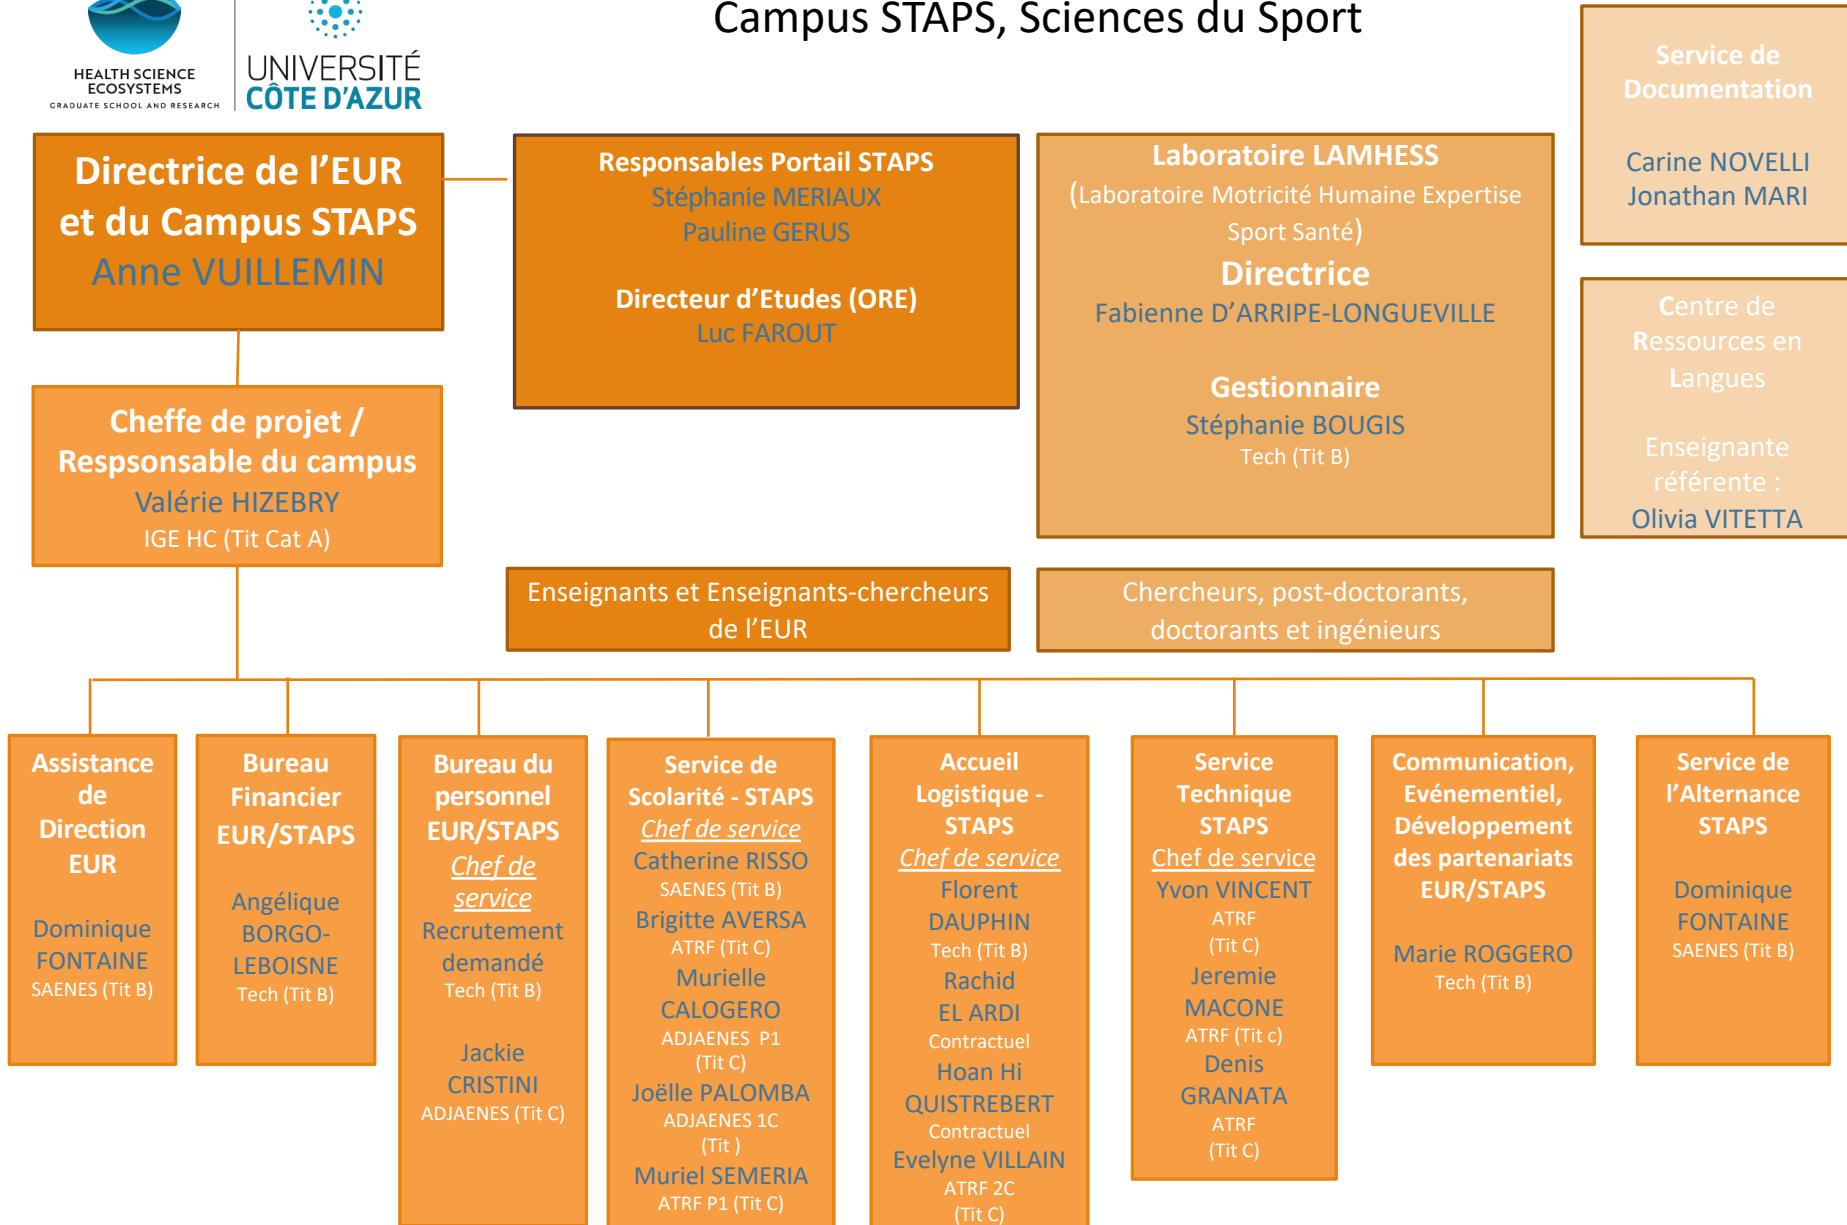 Campus STAPS, Sciences du Sport
HEALTH SCIENCE
ECOSYSTEMS
GRADUATE SCHOOL AND RESEARCH
UNIVERSITÉ
CÔTE D'AZUR
Directrice de l’EUR
et du Campus STAPS
Anne VUILLEMIN
Responsables Portail STAPS
Stéphanie MERIAUX
Pauline GERUS
Directeur d’Etudes (ORE)
Luc FAROUT
Laboratoire LAMHESS
(Laboratoire Motricité Humaine Expertise
Sport Santé)
Directrice
Fabienne D’ARRIPE-LONGUEVILLE
Gestionnaire
Stéphanie BOUGIS
Tech (Tit B)
Service de
Documentation
Carine NOVELLI
Jonathan MARI
Centre de
Ressources en
Langues
Enseignante
référente :
Olivia VITETTA
Cheffe de projet /
Respsonsable du campus
Valérie HIZEBRY
IGE HC (Tit Cat A)
Enseignants et Enseignants-chercheurs
de l’EUR
Chercheurs, post-doctorants,
doctorants et ingénieurs
Assistance
de
Direction
EUR
Dominique
FONTAINE
SAENES (Tit B)
Bureau
Financier
EUR/STAPS
Angélique
BORGO-
LEBOISNE
Tech (Tit B)
Bureau du
personnel
EUR/STAPS
Chef de
service
Recrutement
demandé
Tech (Tit B)
Jackie
CRISTINI
ADJAENES (Tit C)
Service de
Scolarité - STAPS
Chef de service
Catherine RISSO
SAENES (Tit B)
Brigitte AVERSA
ATRF (Tit C)
Murielle
CALOGERO
ADJAENES P1
(Tit C)
Joëlle PALOMBA
ADJAENES 1C
(Tit )
Muriel SEMERIA
ATRF P1 (Tit C)
Accueil
Logistique -
STAPS
Chef de service
Florent
DAUPHIN
Tech (Tit B)
Rachid
EL ARDI
Contractuel
Hoan Hi
QUISTREBERT
Contractuel
Evelyne VILLAIN
ATRF 2C
(Tit C)
Service
Technique
STAPS
Chef de service
Yvon VINCENT
ATRF
(Tit C)
Jeremie
MACONE
ATRF (Tit c)
Denis
GRANATA
ATRF
(Tit C)
Communication,
Evénementiel,
Développement
des partenariats
EUR/STAPS
Marie ROGGERO
Tech (Tit B)
Service de
l’Alternance
STAPS
Dominique
FONTAINE
SAENES (Tit B)